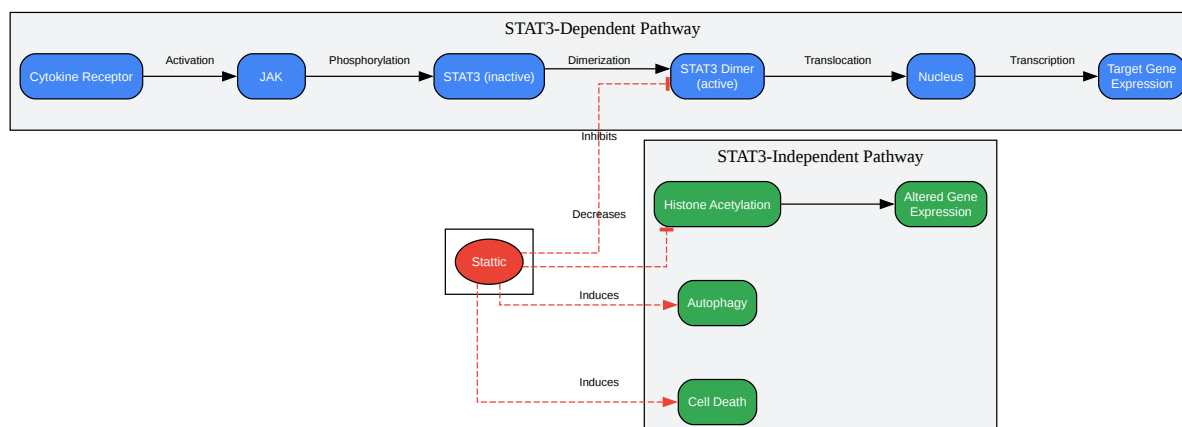 STAT3-Dependent Pathway
Cytokine Receptor
Activation
JAK
Phosphorylation
STAT3 (inactive)
Dimerization
STAT3 Dimer
(active)
Translocation
Nucleus
Transcription
Target Gene
Expression
Inhibits
STAT3-Independent Pathway
Histone Acetylation
Altered Gene
Expression
Decreases
Stattic
Induces
Autophagy
Induces
Cell Death